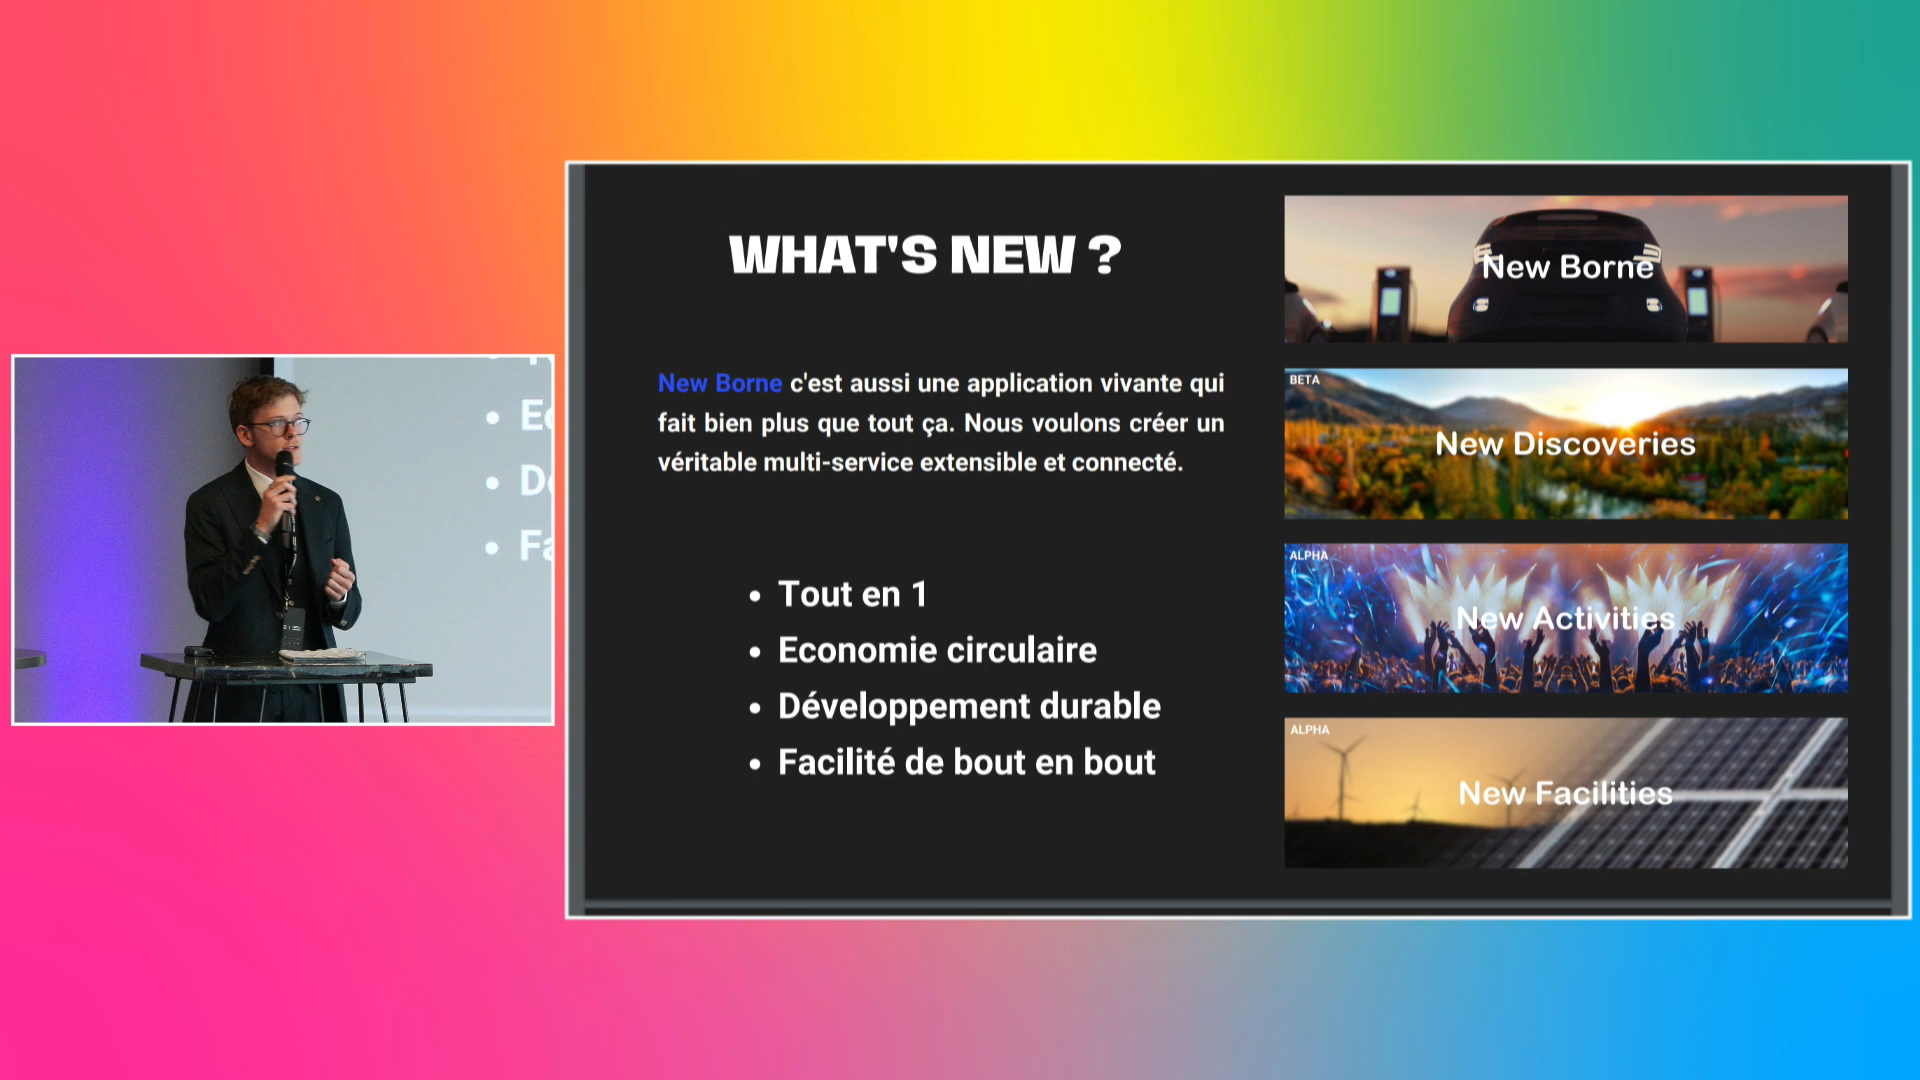 WHAT'S NEW ?
New Borne c'est aussi une application vivante qui
fait bien plus que tout ça. Nous voulons créer un
véritable multi-service extensible et connecté.
• Tout en 1
• Economie circulaire
• Développement durable
• Facilité de bout en bout
New Borne
BETA
New Discoveries
ALPHA
New Activities
ALPHA
New Facilities